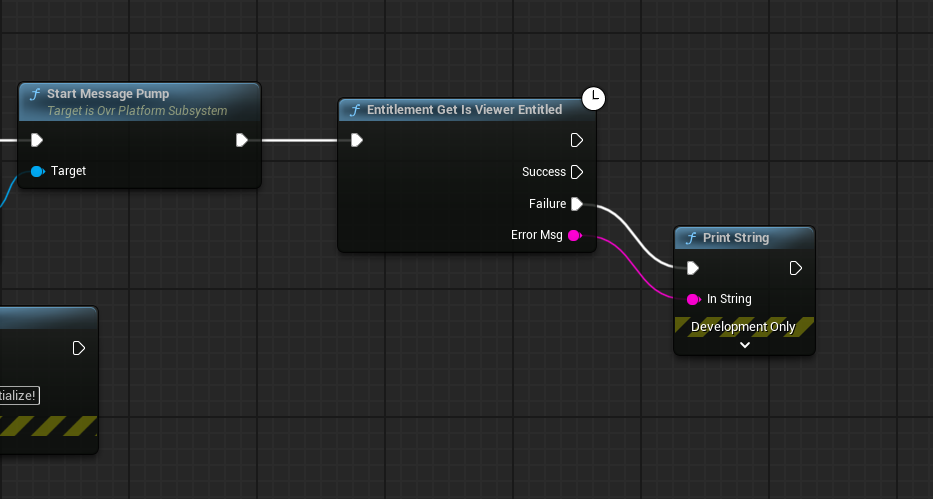 Start Message Pump
Target is Ovr Platform Subsystem
Target
Entitlement Get Is Viewer Entitled
Success
Failure
Error Msg
Print String
In String
Development Only